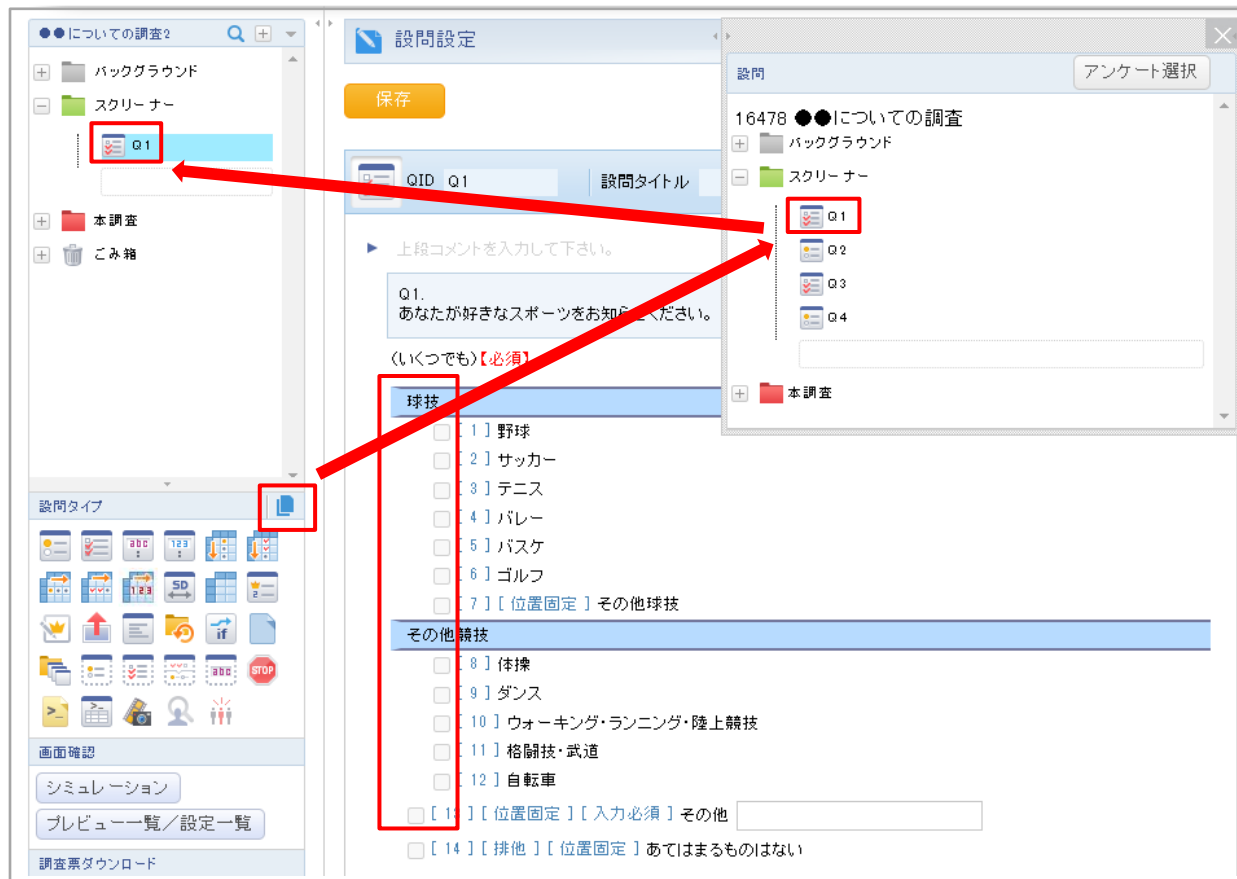 ●●についての調査2
バックグラウンド
スクリーナー
Q1
本調査
ごみ箱
設問タイプ
abc
123
123
SD
2
if
abc
STOP
>_
>_
画面確認
シミュレーション
プレビュー一覧／設定一覧
調査票ダウンロード
設問設定
保存
QID Q1 設問タイトル
上段コメントを入力して下さい。
Q1.
あなたが好きなスポーツをお知らせください。
(いくつでも)【必須】
球技
[ 1 ] 野球
[ 2 ] サッカー
[ 3 ] テニス
[ 4 ] バレー
[ 5 ] バスケ
[ 6 ] ゴルフ
[ 7 ] [ 位置固定 ] その他球技
その他競技
[ 8 ] 体操
[ 9 ] ダンス
[ 10 ] ウォーキング・ランニング・陸上競技
[ 11 ] 格闘技・武道
[ 12 ] 自転車
[ 13 ] [ 位置固定 ] [ 入力必須 ] その他
[ 14 ] [ 排他 ] [ 位置固定 ] あてはまるものはない
設問
アンケート選択
16478 ●●についての調査
バックグラウンド
スクリーナー
Q1
Q2
Q3
Q4
本調査